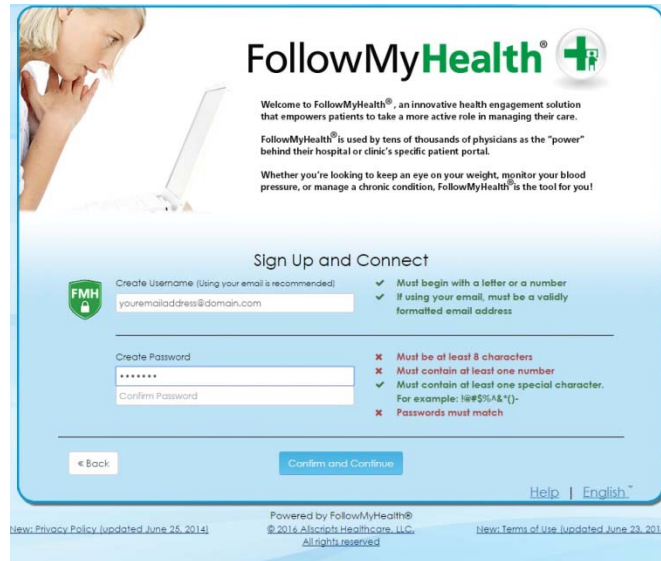 FollowMyHealth®
Welcome to FollowMyHealth®, an innovative health engagement solution
that empowers patients to take a more active role in managing their care.
FollowMyHealth® is used by tens of thousands of physicians as the "power"
behind their hospital or clinic's specific patient portal.
Whether you're looking to keep an eye on your weight, monitor your blood
pressure, or manage a chronic condition, FollowMyHealth® is the tool for you!
Sign Up and Connect
FMH
Create Username (Using your email is recommended)
youremailaddress@domain.com
✔ Must begin with a letter or a number
✔ If using your email, must be a validly
formatted email address
Create Password
•••••••
Confirm Password
✖ Must be at least 8 characters
✖ Must contain at least one number
✔ Must contain at least one special character.
For example: !@#$%^&*()-
✖ Passwords must match
« Back
Confirm and Continue
Help | English
New: Privacy Policy (updated June 25, 2014)
Powered by FollowMyHealth®
© 2016 Allscripts Healthcare, LLC.
All rights reserved
New: Terms of Use (updated June 23, 201